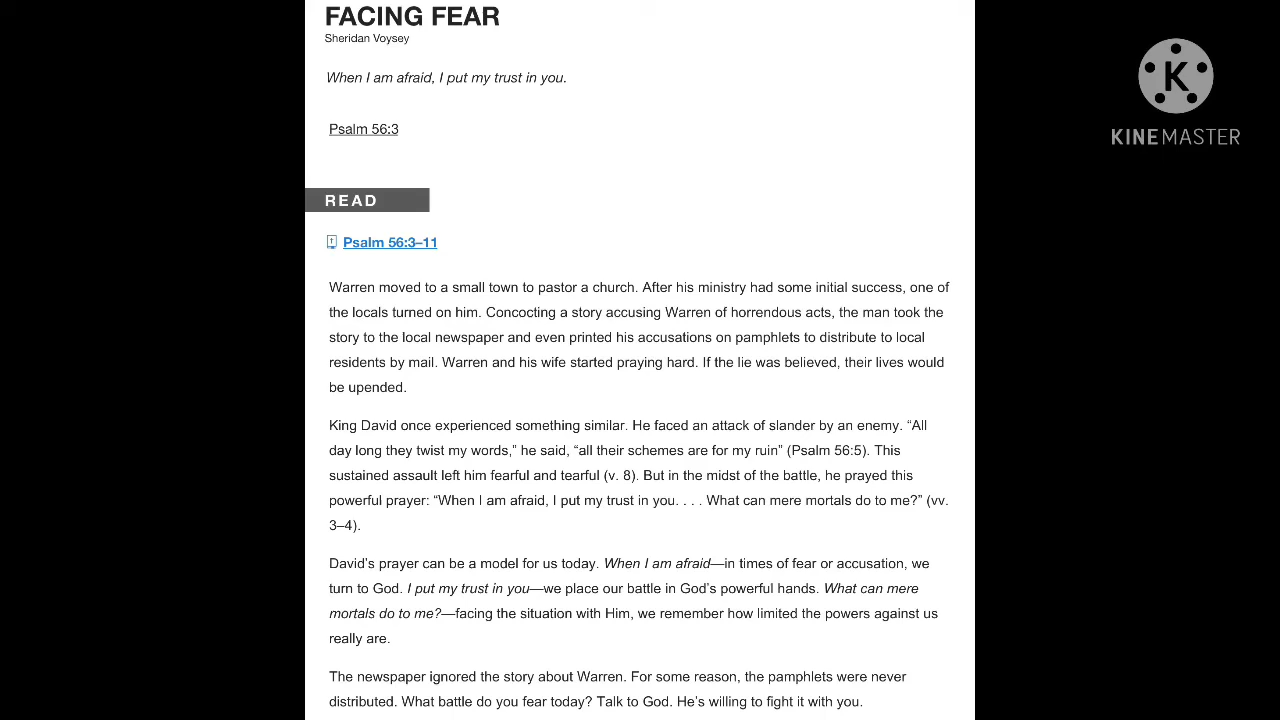 FACING FEAR
Sheridan Voysey
When I am afraid, I put my trust in you.
Psalm 56:3
READ
Psalm 56:3–11
Warren moved to a small town to pastor a church. After his ministry had some initial success, one of
the locals turned on him. Concocting a story accusing Warren of horrendous acts, the man took the
story to the local newspaper and even printed his accusations on pamphlets to distribute to local
residents by mail. Warren and his wife started praying hard. If the lie was believed, their lives would
be upended.
King David once experienced something similar. He faced an attack of slander by an enemy. “All
day long they twist my words,” he said, “all their schemes are for my ruin” (Psalm 56:5). This
sustained assault left him fearful and tearful (v. 8). But in the midst of the battle, he prayed this
powerful prayer: “When I am afraid, I put my trust in you. . . . What can mere mortals do to me?” (vv.
3–4).
David’s prayer can be a model for us today. When I am afraid—in times of fear or accusation, we
turn to God. I put my trust in you—we place our battle in God’s powerful hands. What can mere
mortals do to me?—facing the situation with Him, we remember how limited the powers against us
really are.
The newspaper ignored the story about Warren. For some reason, the pamphlets were never
distributed. What battle do you fear today? Talk to God. He’s willing to fight it with you.
K
KINEMASTER